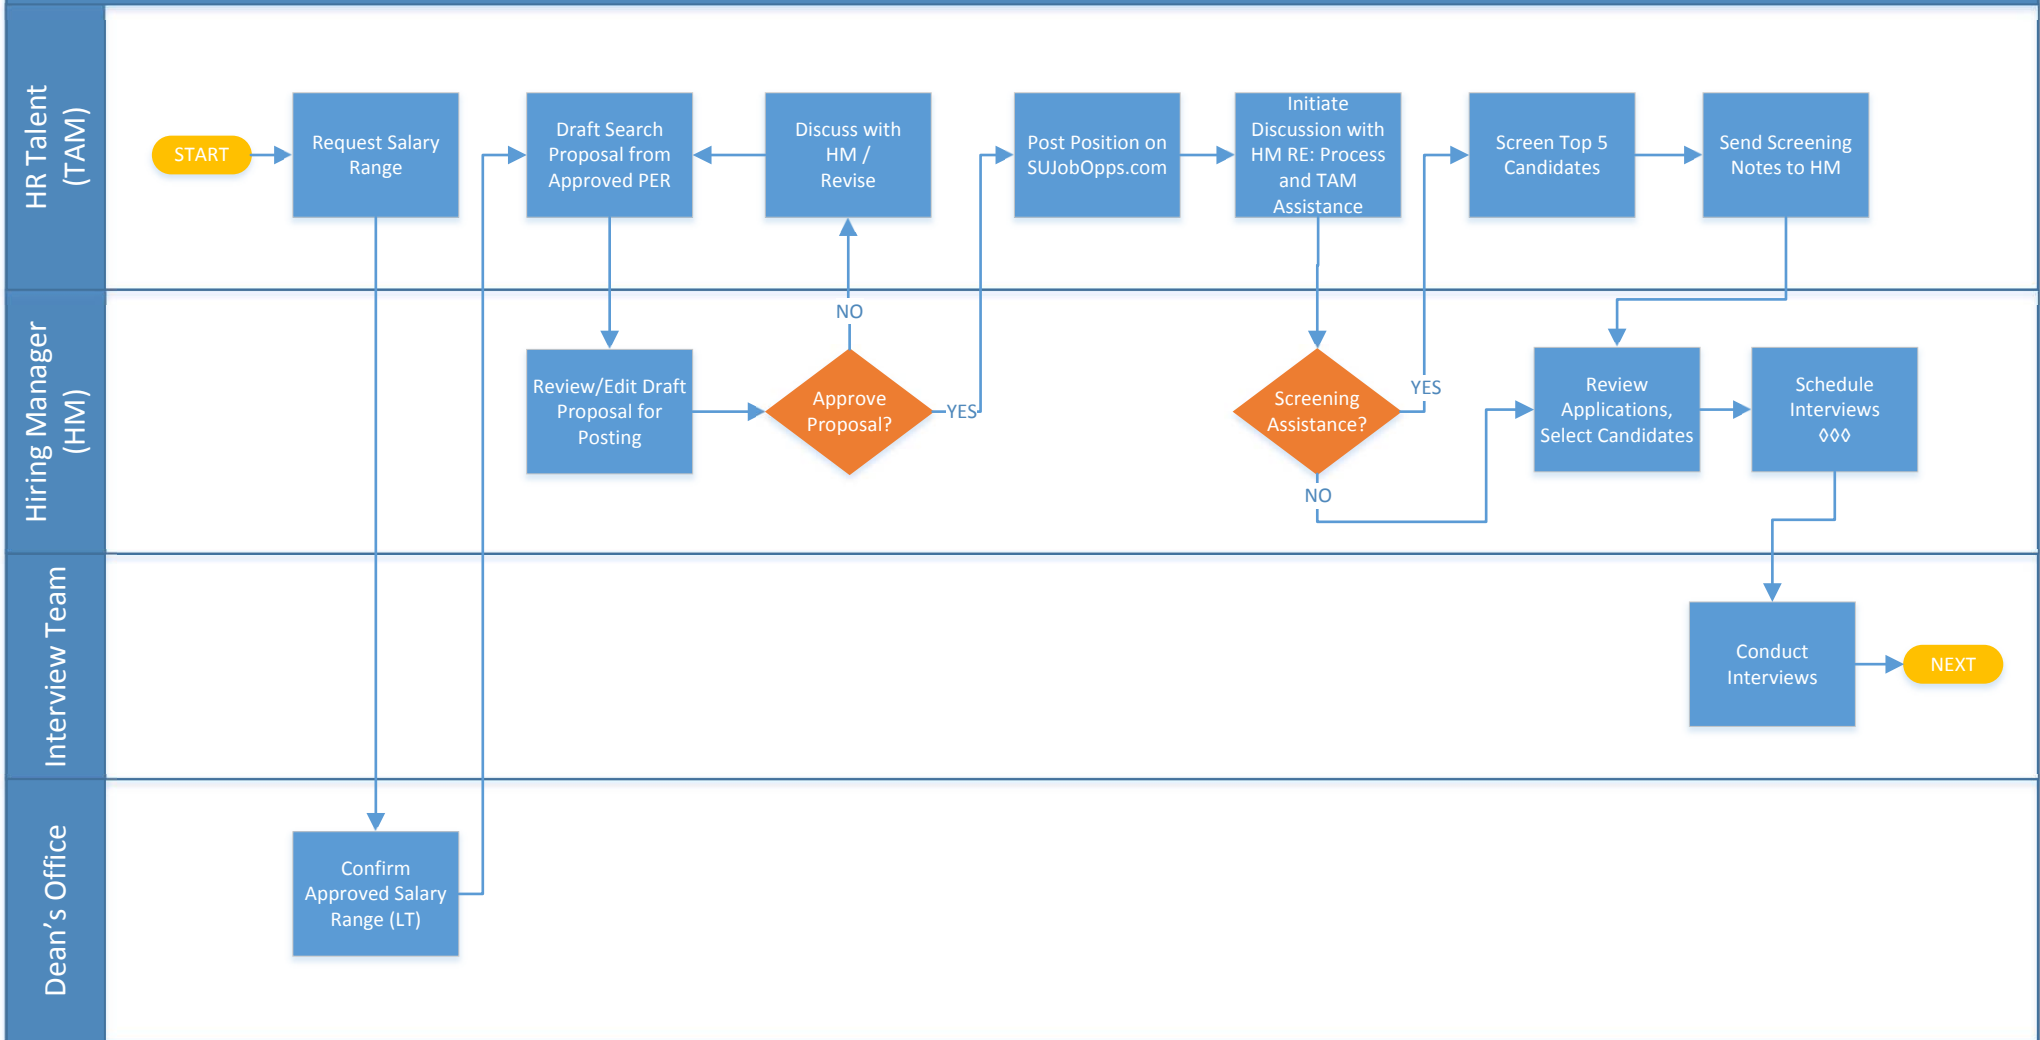 HR Talent
(TAM)
START
Request Salary
Range
Draft Search
Proposal from
Approved PER
Discuss with
HM /
Revise
Post Position on
SUJobOpps.com
Initiate
Discussion with
HM RE: Process
and TAM
Assistance
Screen Top 5
Candidates
Send Screening
Notes to HM
Hiring Manager
(HM)
Review/Edit Draft
Proposal for
Posting
NO
Approve
Proposal?
YES
Screening
Assistance?
YES
NO
Review
Applications,
Select Candidates
Schedule
Interviews
◊◊◊
Interview Team
Conduct
Interviews
NEXT
Dean's Office
Confirm
Approved Salary
Range (LT)